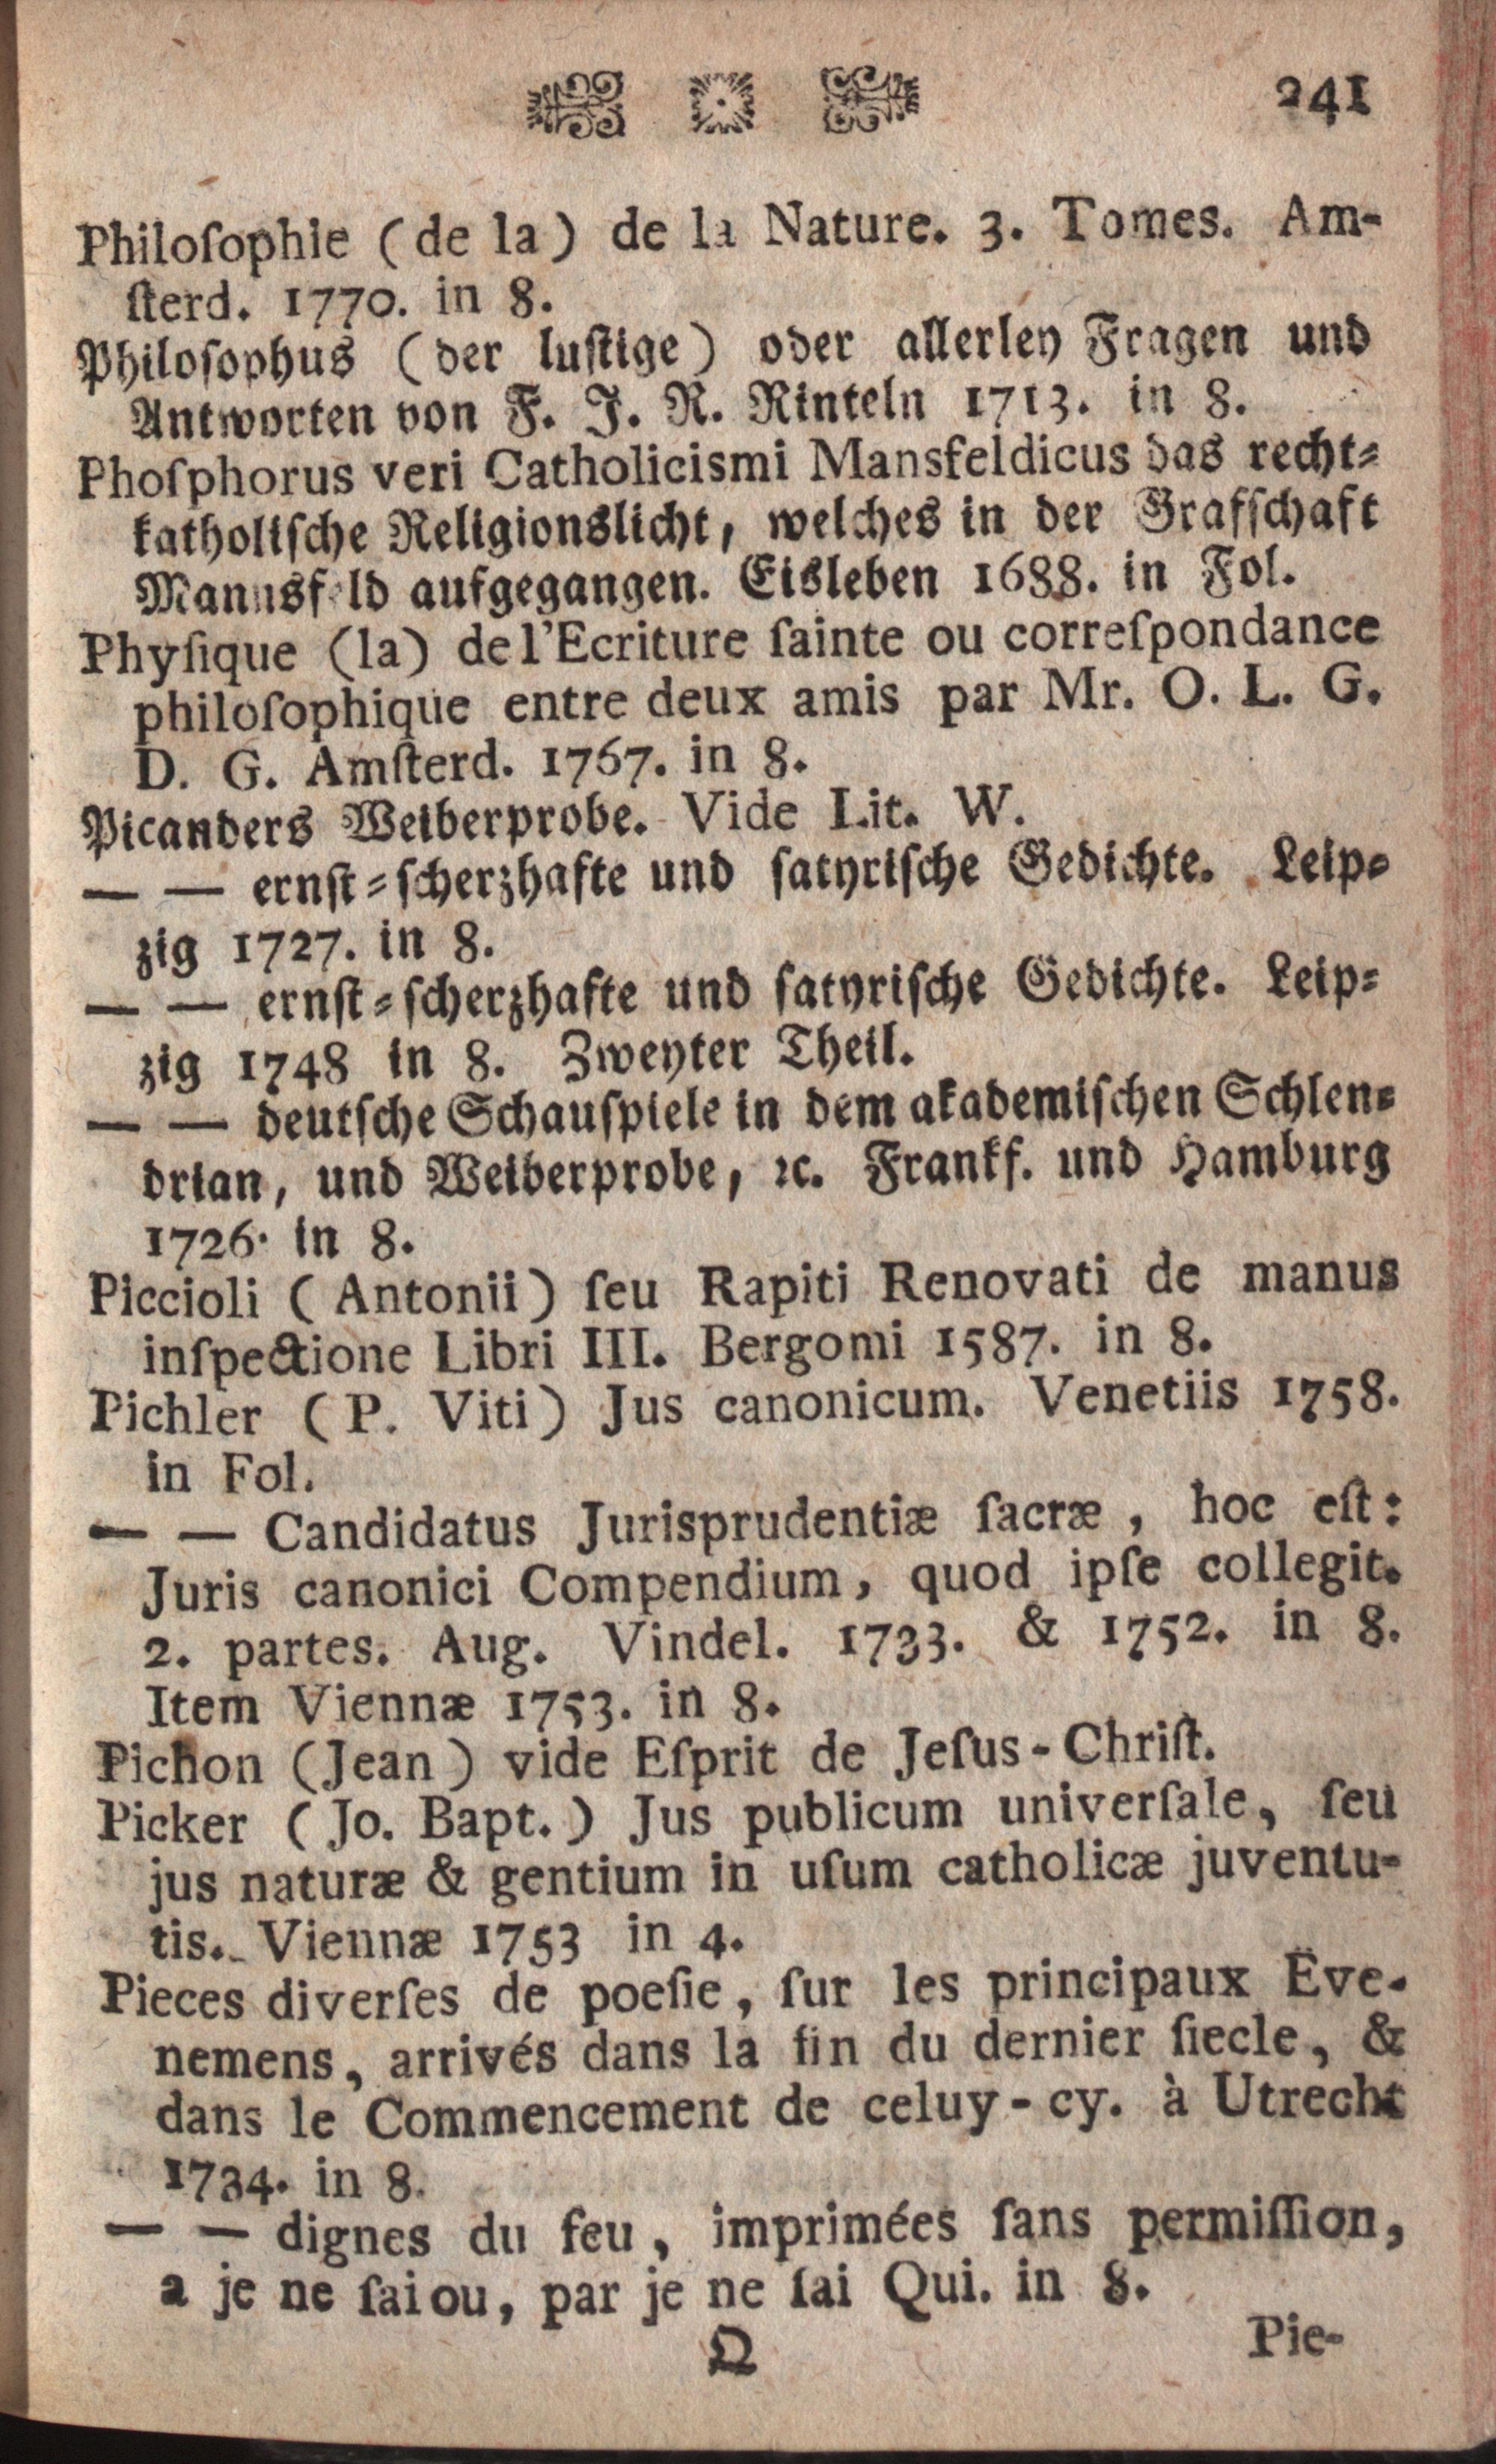 241
Philoſophie (de la) de la Nature. 3. Tomes. Am-
ſterd. 1770. in 8.
Philoſophus (der luſtige) oder allerley Fragen und
Antworten von F. J. R. Rinteln 1713. in 8.
Phoſphorus veri Catholicismi Mansfeldicus das recht⸗
katholiſche Religionslicht, welches in der Grafſchaft
Mannsfeld aufgegangen. Eisleben 1688. in Fol.
Phyſique (la) de l'Ecriture ſainte ou correſpondance
philoſophique entre deux amis par Mr. O. L. G.
D. G. Amſterd. 1767. in 8.
Picanders Weiberprobe. Vide Lit. W.
— — ernſt⸗ſcherzhafte und ſatyriſche Gedichte. Leip⸗
zig 1727. in 8.
— — ernſt⸗ſcherzhafte und ſatyriſche Gedichte. Leip⸗
zig 1748 in 8. Zweyter Theil.
— — deutſche Schauſpiele in dem akademiſchen Schlen⸗
drian, und Weiberprobe, ꝛc. Frankf. und Hamburg
1726. in 8.
Piccioli (Antonii) ſeu Rapiti Renovati de manus
inſpectione Libri III. Bergomi 1587. in 8.
Pichler (P. Viti) Jus canonicum. Venetiis 1758.
in Fol.
— — Candidatus Jurisprudentiæ ſacræ, hoc eſt:
Juris canonici Compendium, quod ipſe collegit.
2. partes. Aug. Vindel. 1733. & 1752. in 8.
Item Viennæ 1753. in 8.
Pichon (Jean) vide Eſprit de Jeſus-Chriſt.
Picker (Jo. Bapt.) Jus publicum univerſale, ſeu
jus naturæ & gentium in uſum catholicæ juventu-
tis. Viennæ 1753 in 4.
Pieces diverſes de poeſie, ſur les principaux Eve-
nemens, arrivés dans la fin du dernier ſiecle, &
dans le Commencement de celuy-cy. à Utrecht
1734. in 8.
— — dignes du feu, imprimées ſans permiſſion,
a je ne ſai ou, par je ne ſai Qui. in 8.
Q Pie-